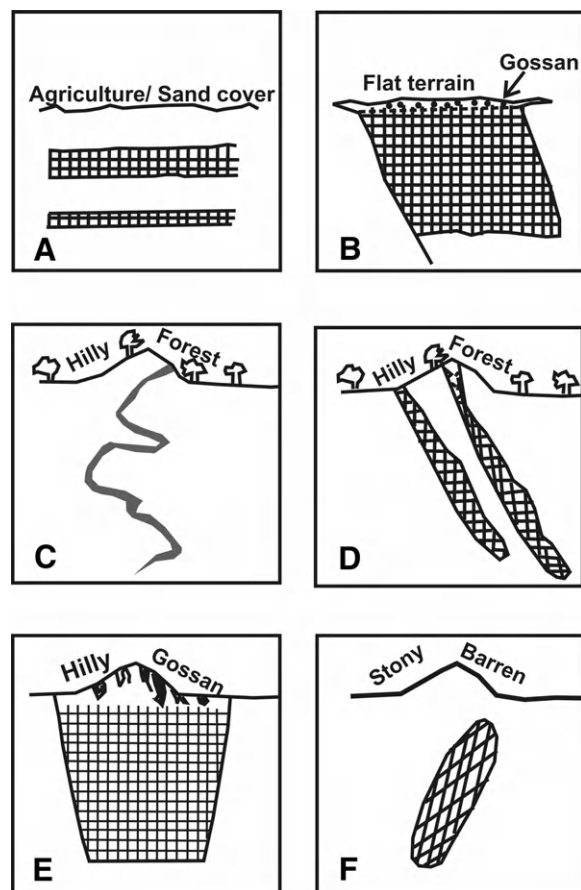 Agriculture/ Sand cover
A
Gossan
Flat terrain
B
Hilly Forest
C
Hilly Forest
D
Hilly Gossan
E
Stony Barren
F